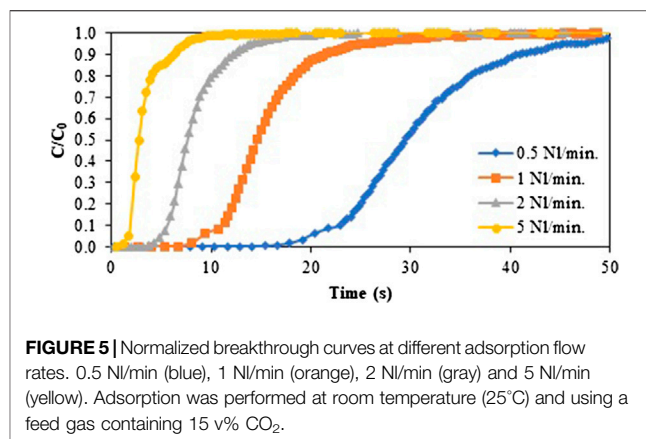 1.0
0.9
0.8
0.7
0.6
0.5
0.4
0.3
0.2
0.1
0.0
C/C₀
0.5 Nl/min.
1 Nl/min.
2 Nl/min.
5 Nl/min.
0 10 20 30 40 50
Time (s)
FIGURE 5 | Normalized breakthrough curves at different adsorption flow
rates. 0.5 Nl/min (blue), 1 Nl/min (orange), 2 Nl/min (gray) and 5 Nl/min
(yellow). Adsorption was performed at room temperature (25°C) and using a
feed gas containing 15 v% CO₂.